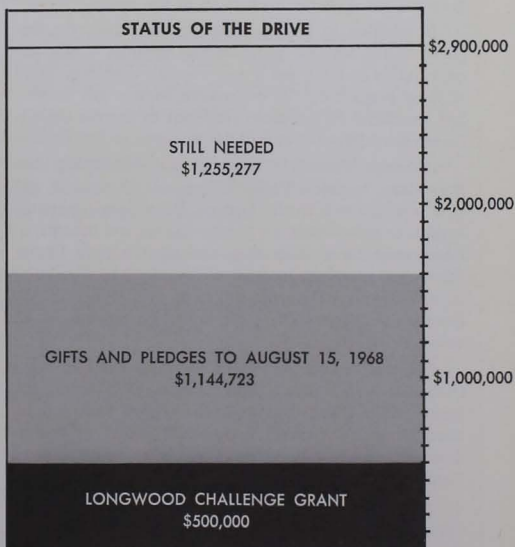 STATUS OF THE DRIVE
$2,900,000
STILL NEEDED
$1,255,277
$2,000,000
GIFTS AND PLEDGES TO AUGUST 15, 1968
$1,144,723
$1,000,000
LONGWOOD CHALLENGE GRANT
$500,000